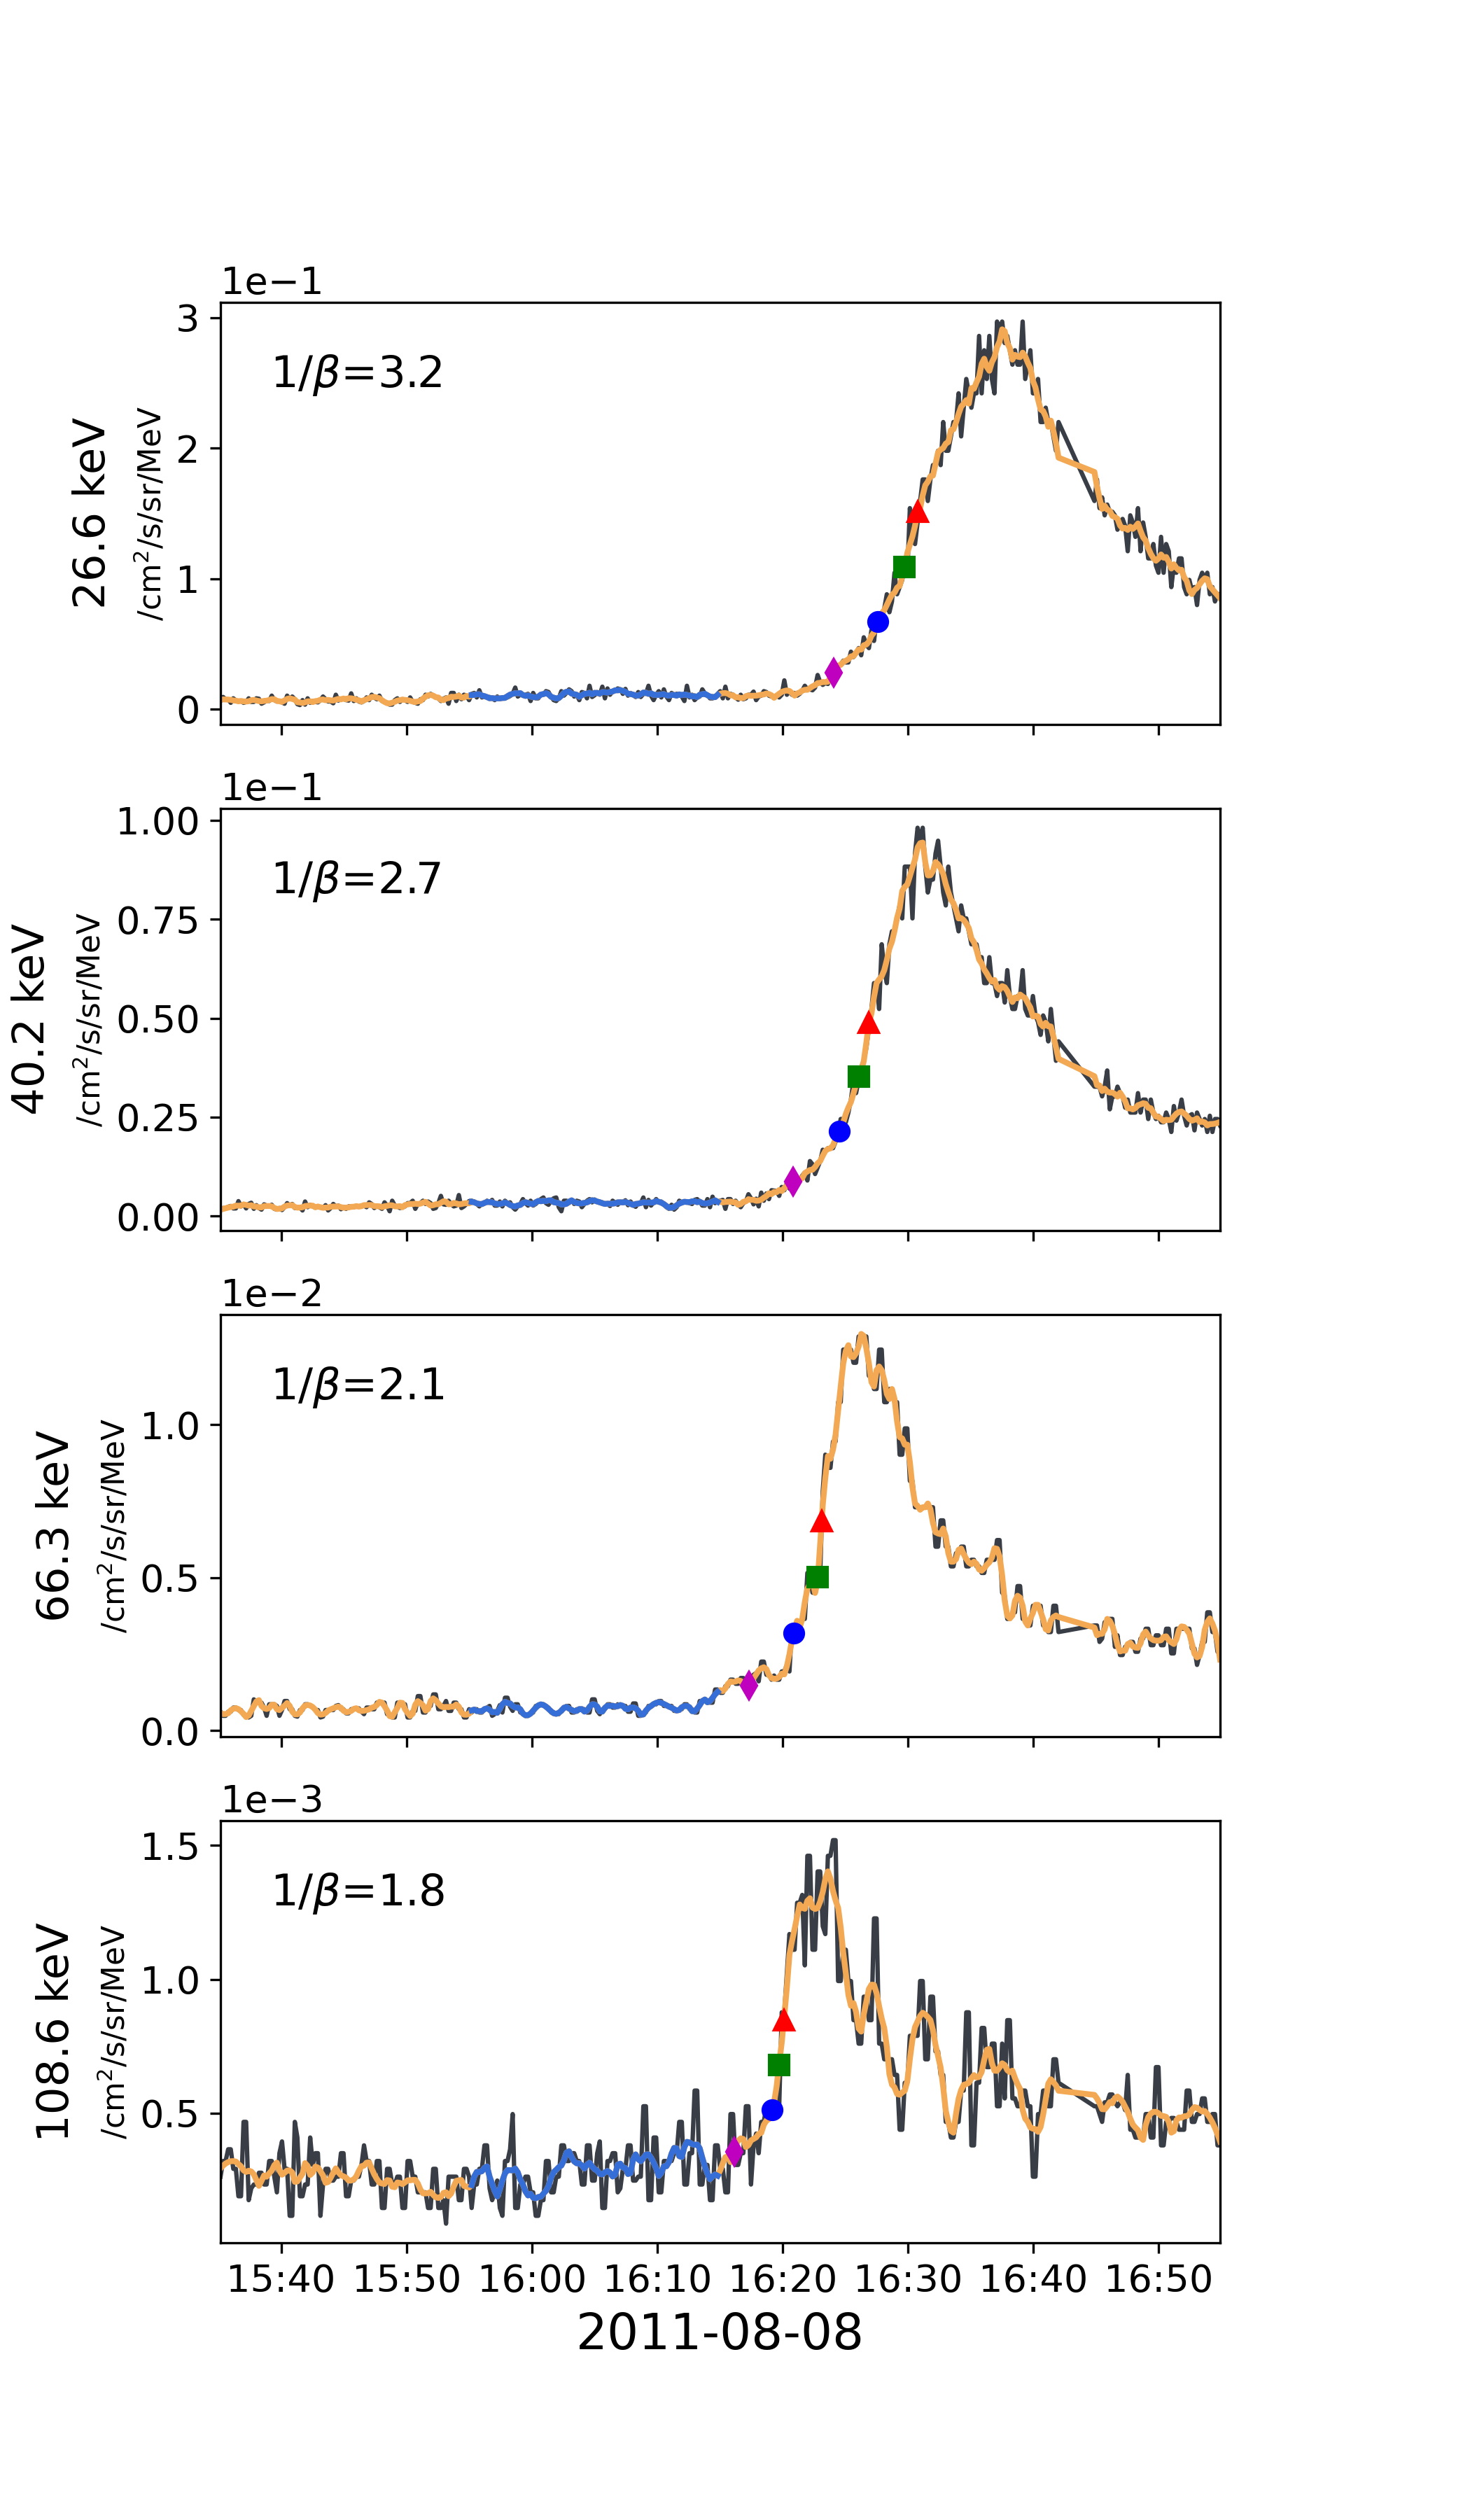 1e−1
3
2
1
0
1/β=3.2
26.6 keV
/cm²/s/sr/MeV
1e−1
1.00
0.75
0.50
0.25
0.00
1/β=2.7
40.2 keV
/cm²/s/sr/MeV
1e−2
1.0
0.5
0.0
1/β=2.1
66.3 keV
/cm²/s/sr/MeV
1e−3
1.5
1.0
0.5
1/β=1.8
108.6 keV
/cm²/s/sr/MeV
15:40 15:50 16:00 16:10 16:20 16:30 16:40 16:50
2011-08-08